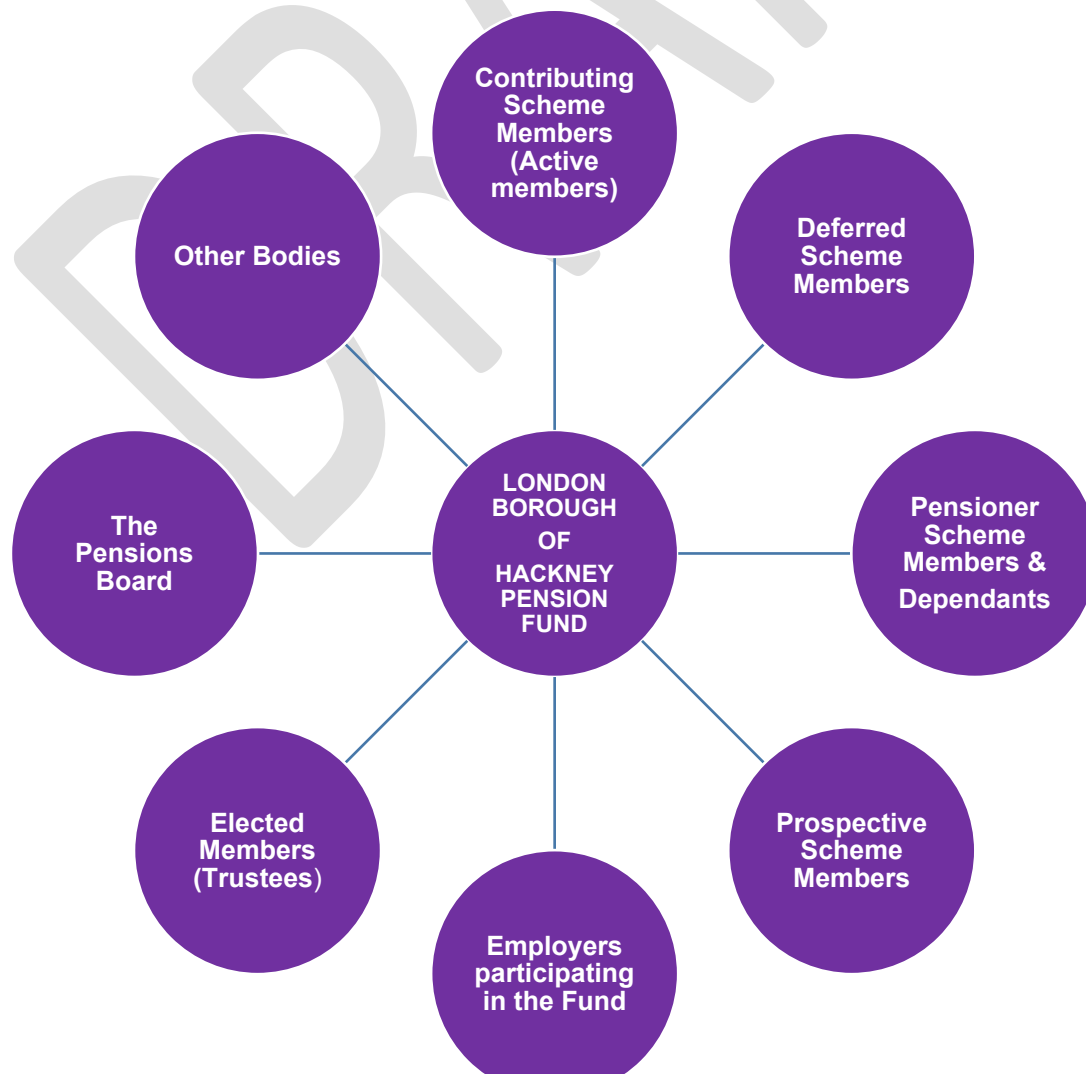 Contributing
Scheme
Members
(Active
members)
Deferred
Scheme
Members
Other Bodies
LONDON
BOROUGH
OF
HACKNEY
PENSION
FUND
Pensioner
Scheme
Members &
Dependants
The
Pensions
Board
Elected
Members
(Trustees)
Prospective
Scheme
Members
Employers
participating
in the Fund